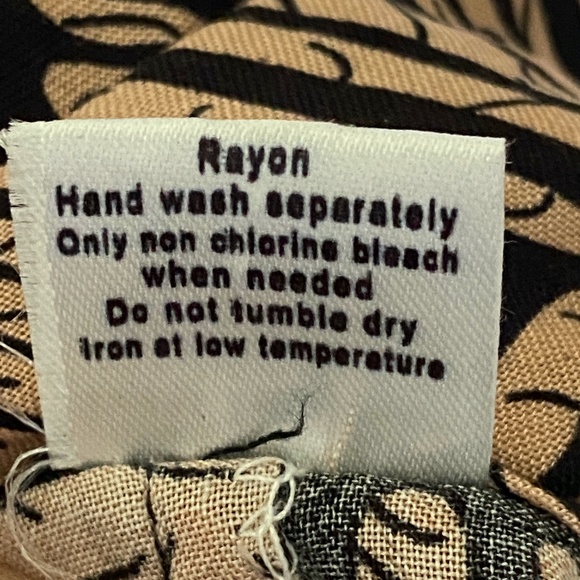 Rayon
Hand wash separately
Only non chlorine bleach
when needed
Do not tumble dry
Iron at low temperature